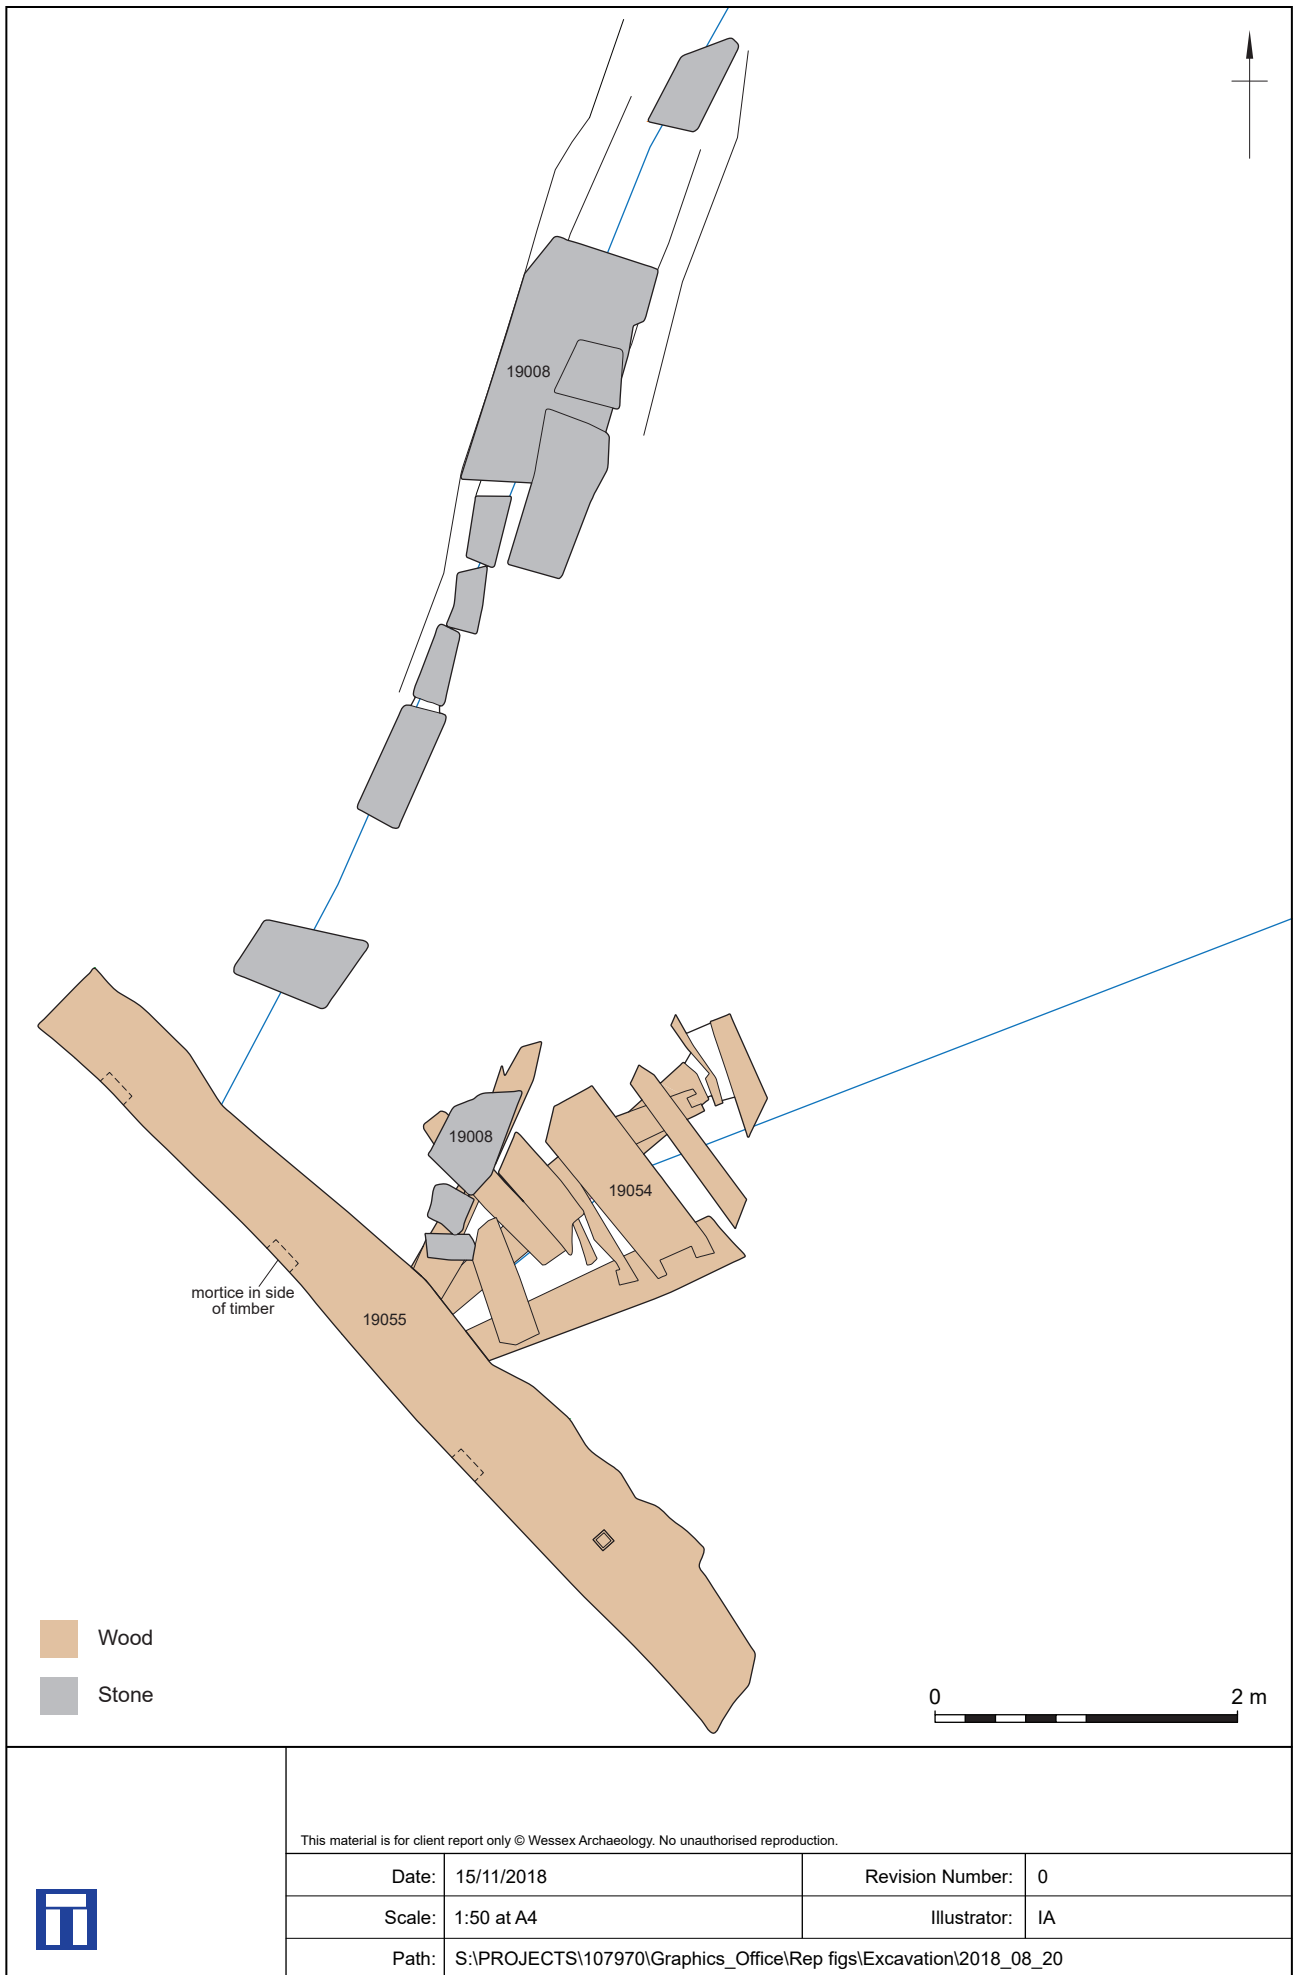 19008
19008
19054
mortice in side
of timber
19055
Wood
Stone
0 2 m
This material is for client report only © Wessex Archaeology. No unauthorised reproduction.
Date: 15/11/2018 Revision Number: 0
Scale: 1:50 at A4 Illustrator: IA
Path: S:\PROJECTS\107970\Graphics_Office\Rep figs\Excavation\2018_08_20